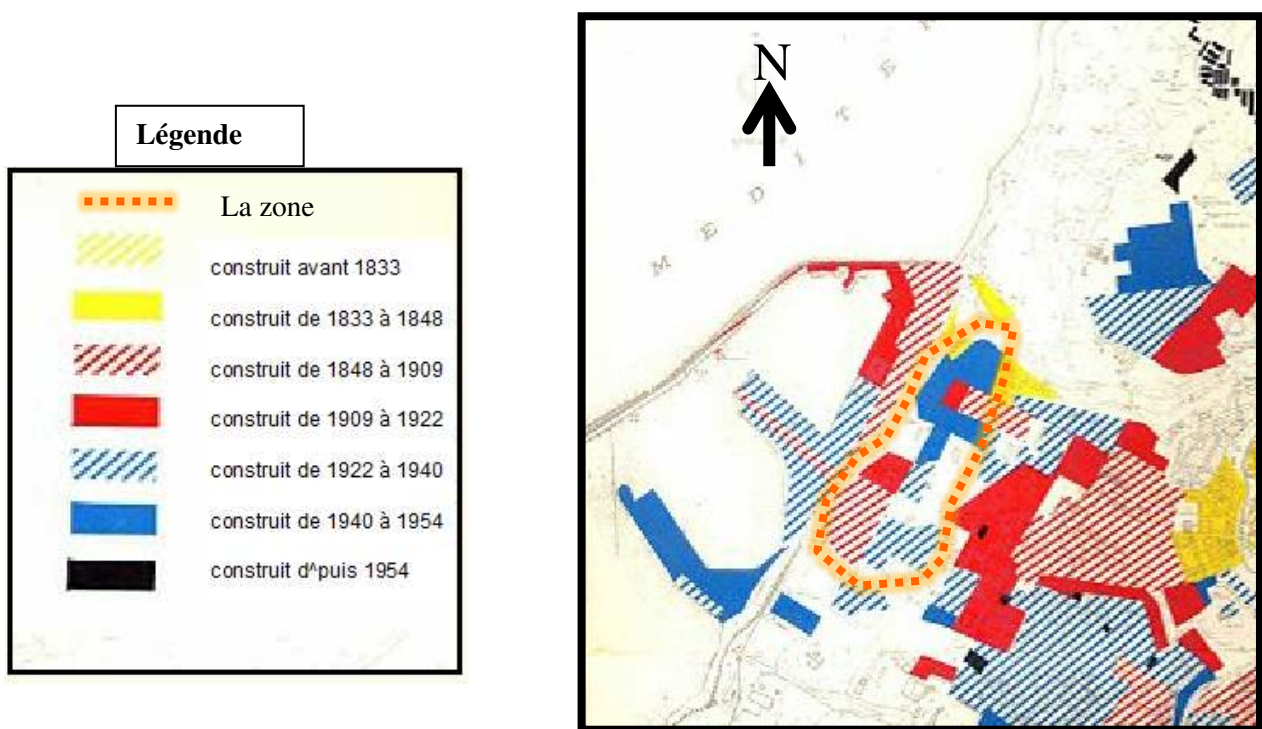 Légende
La zone
construit avant 1833
construit de 1833 à 1848
construit de 1848 à 1909
construit de 1909 à 1922
construit de 1922 à 1940
construit de 1940 à 1954
construit d^puis 1954
N
M E D I T E